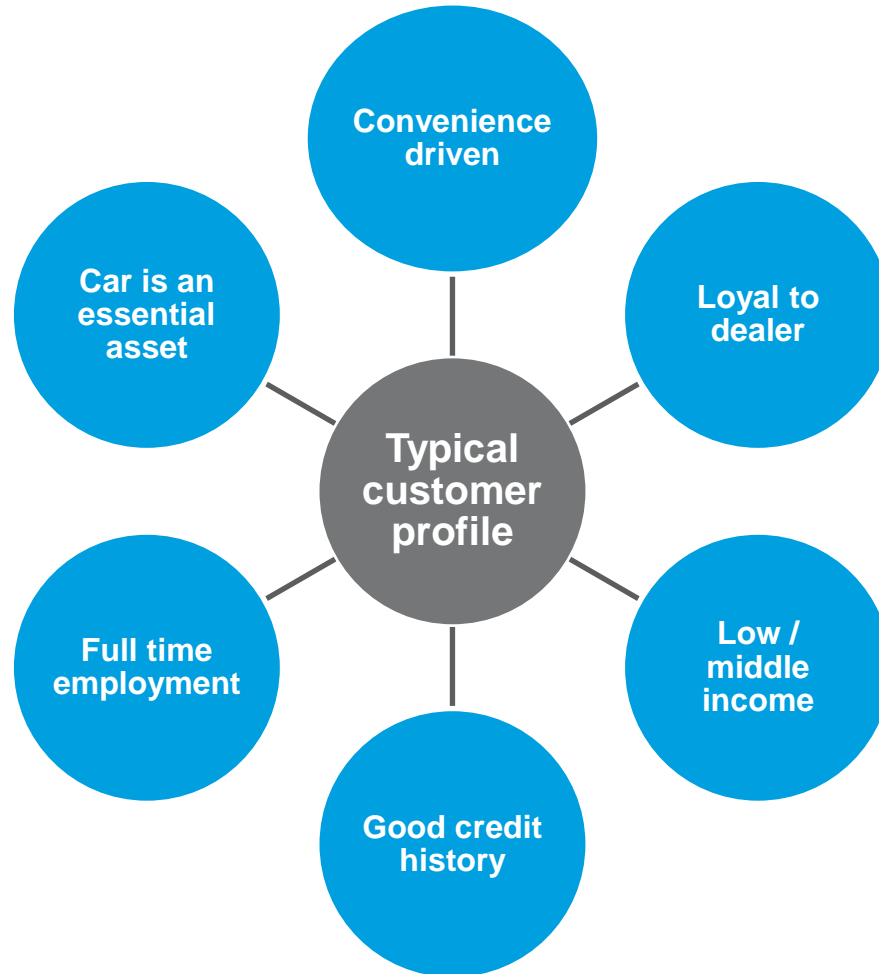 Convenience
driven
Car is an
essential
asset
Loyal to
dealer
Typical
customer
profile
Full time
employment
Low /
middle
income
Good credit
history